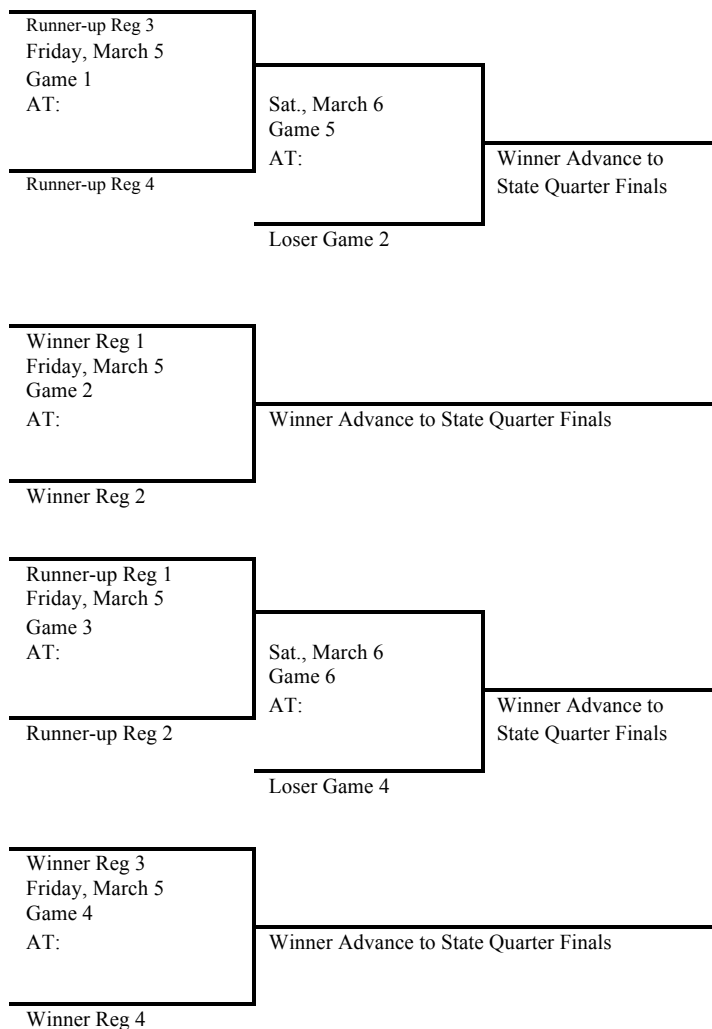 Runner-up Reg 3
Friday, March 5
Game 1
AT:
Sat., March 6
Game 5
AT:
Winner Advance to
State Quarter Finals
Runner-up Reg 4
Loser Game 2
Winner Reg 1
Friday, March 5
Game 2
AT:
Winner Advance to State Quarter Finals
Winner Reg 2
Runner-up Reg 1
Friday, March 5
Game 3
AT:
Sat., March 6
Game 6
AT:
Winner Advance to
State Quarter Finals
Runner-up Reg 2
Loser Game 4
Winner Reg 3
Friday, March 5
Game 4
AT:
Winner Advance to State Quarter Finals
Winner Reg 4